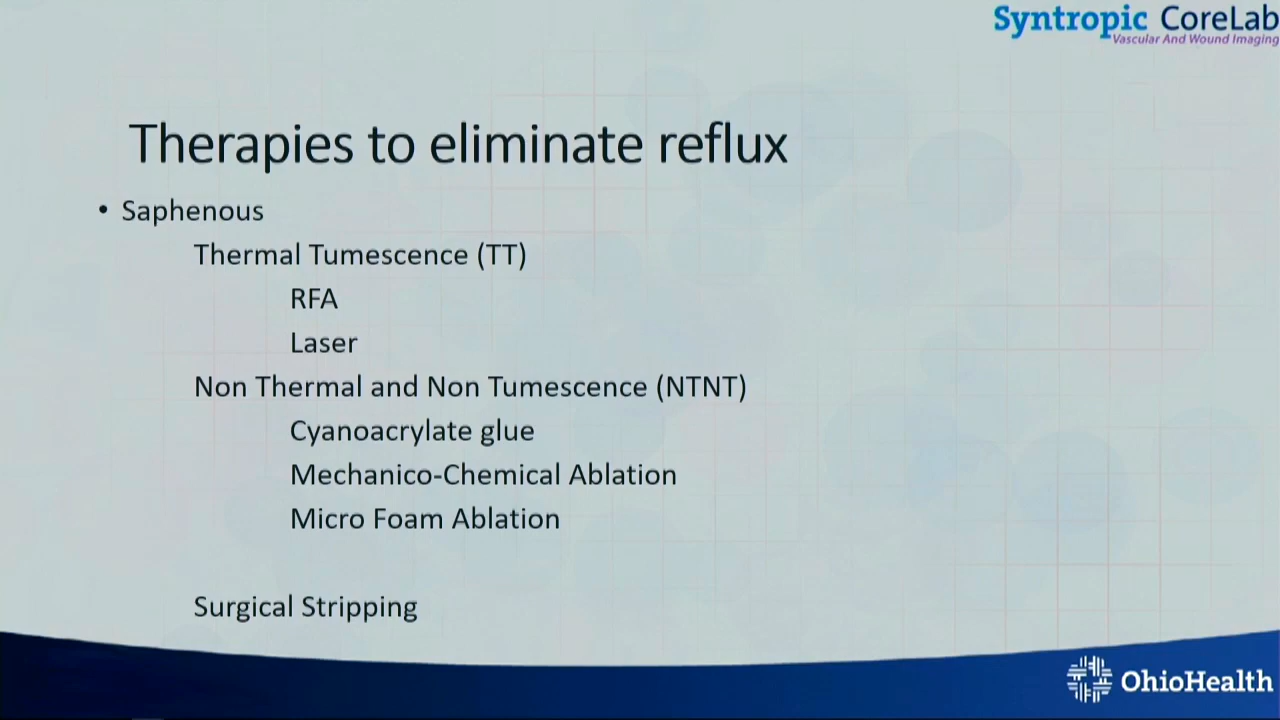 Syntropic CoreLab
Vascular And Wound Imaging
Therapies to eliminate reflux
• Saphenous
Thermal Tumescence (TT)
RFA
Laser
Non Thermal and Non Tumescence (NTNT)
Cyanoacrylate glue
Mechanico-Chemical Ablation
Micro Foam Ablation
Surgical Stripping
OhioHealth